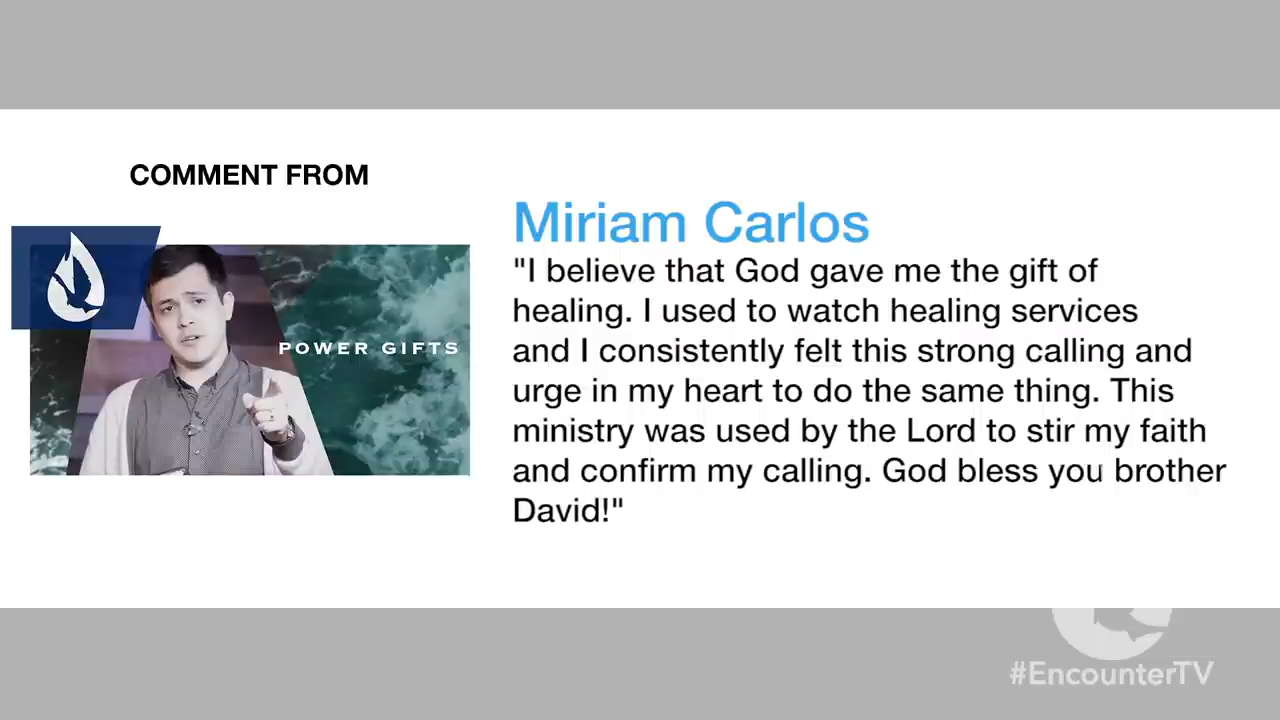 COMMENT FROM
POWER GIFTS
Miriam Carlos
"I believe that God gave me the gift of
healing. I used to watch healing services
and I consistently felt this strong calling and
urge in my heart to do the same thing. This
ministry was used by the Lord to stir my faith
and confirm my calling. God bless you brother
David!"
#EncounterTV